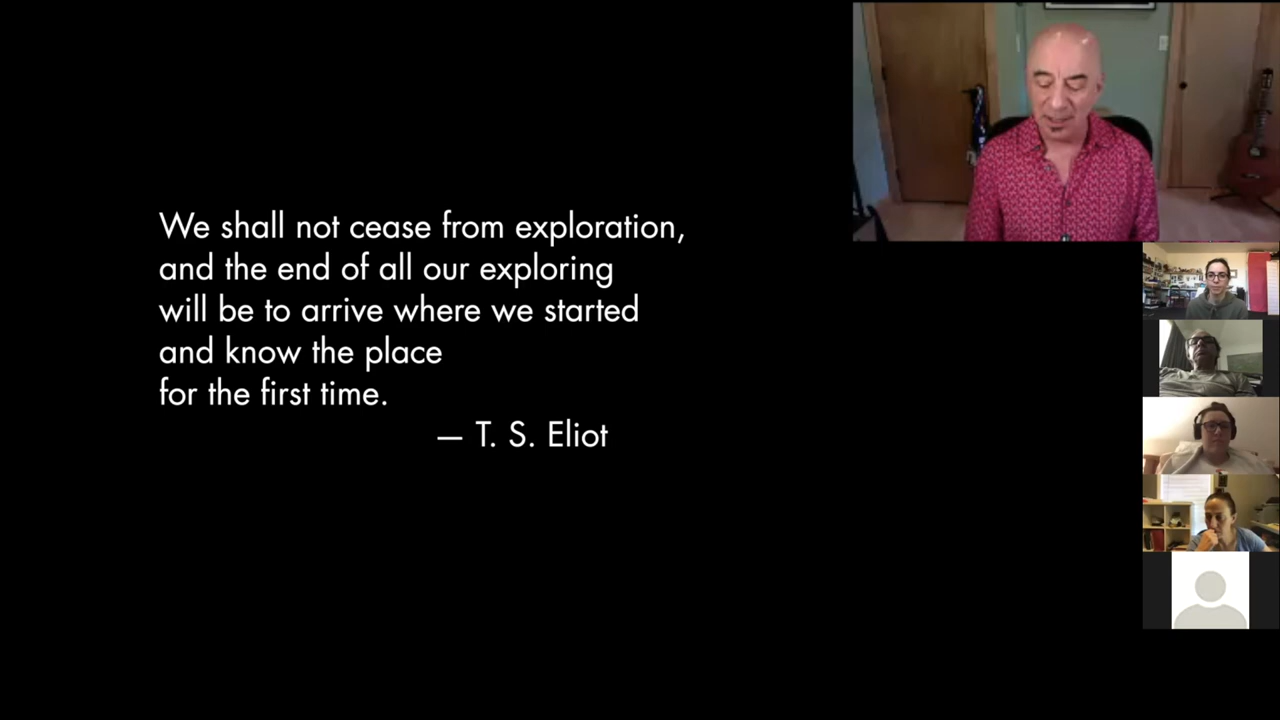 We shall not cease from exploration,
and the end of all our exploring
will be to arrive where we started
and know the place
for the first time.
— T. S. Eliot